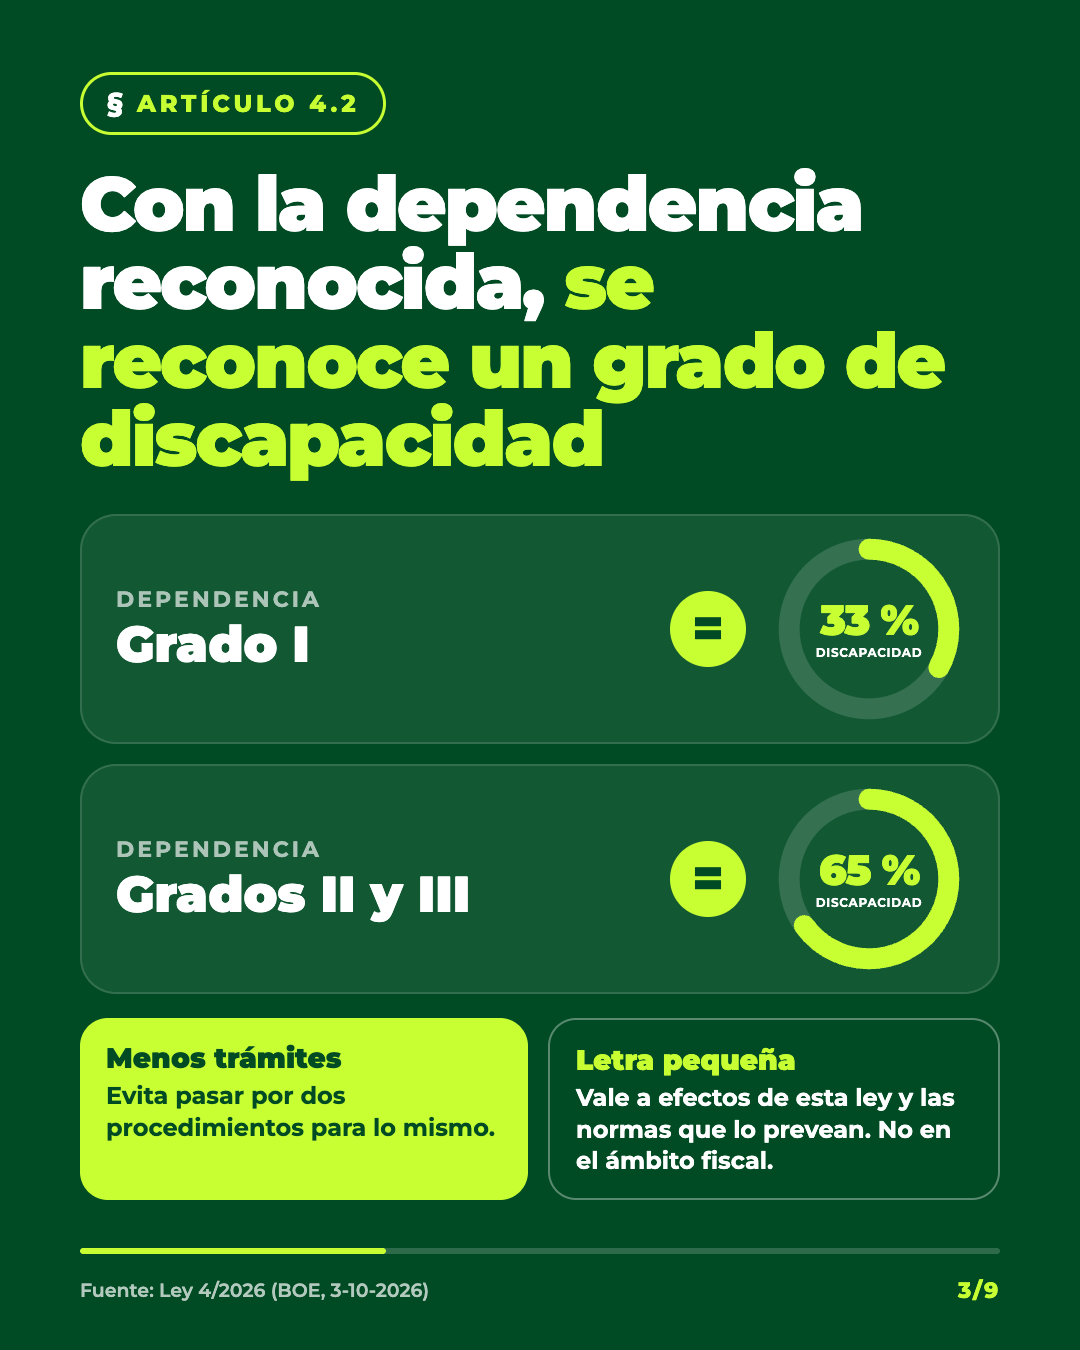 § ARTÍCULO 4.2
Con la dependencia
reconocida, se
reconoce un grado de
discapacidad
DEPENDENCIA
Grado I
=
33 %
DISCAPACIDAD
DEPENDENCIA
Grados II y III
=
65 %
DISCAPACIDAD
Menos trámites
Evita pasar por dos
procedimientos para lo mismo.
Letra pequeña
Vale a efectos de esta ley y las
normas que lo prevean. No en
el ámbito fiscal.
Fuente: Ley 4/2026 (BOE, 3-10-2026)
3/9